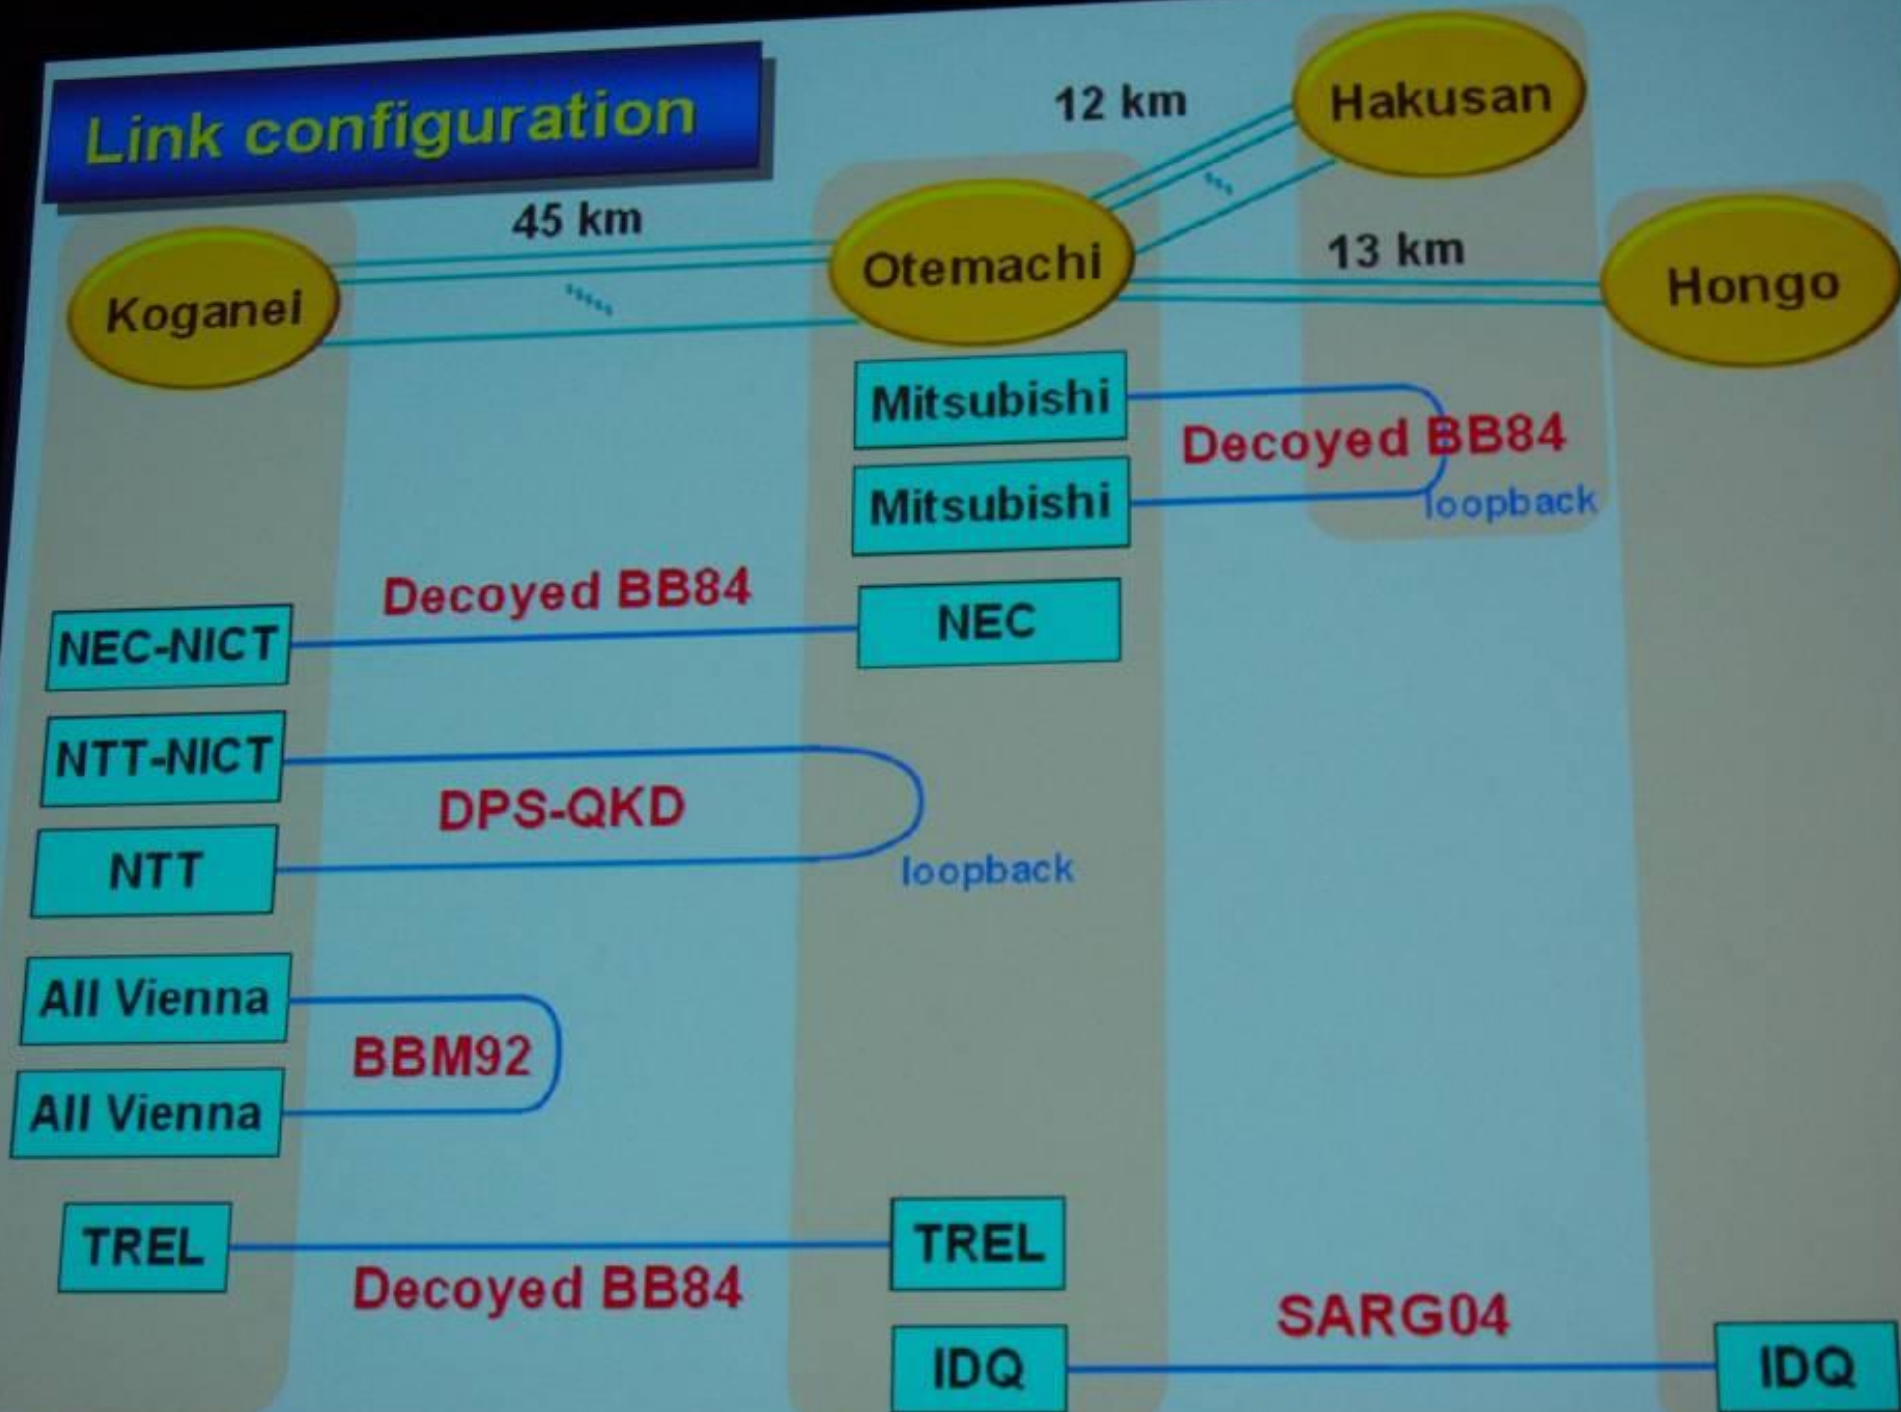 Link configuration
12 km
Hakusan
45 km
Koganei
Otemachi
13 km
Hongo
Mitsubishi
Decoyed BB84
Mitsubishi
loopback
Decoyed BB84
NEC-NICT
NEC
NTT-NICT
DPS-QKD
NTT
loopback
All Vienna
BBM92
All Vienna
TREL
TREL
Decoyed BB84
SARG04
IDQ
IDQ